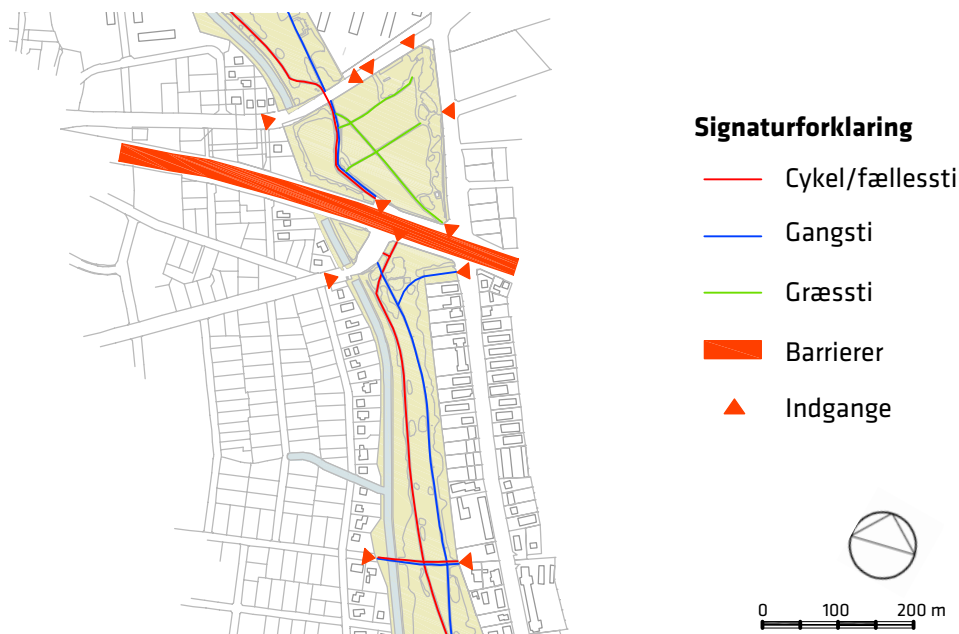 Signaturforklaring
Cykel/fællessti
Gangsti
Græssti
Barrierer
Indgange
0 100 200 m